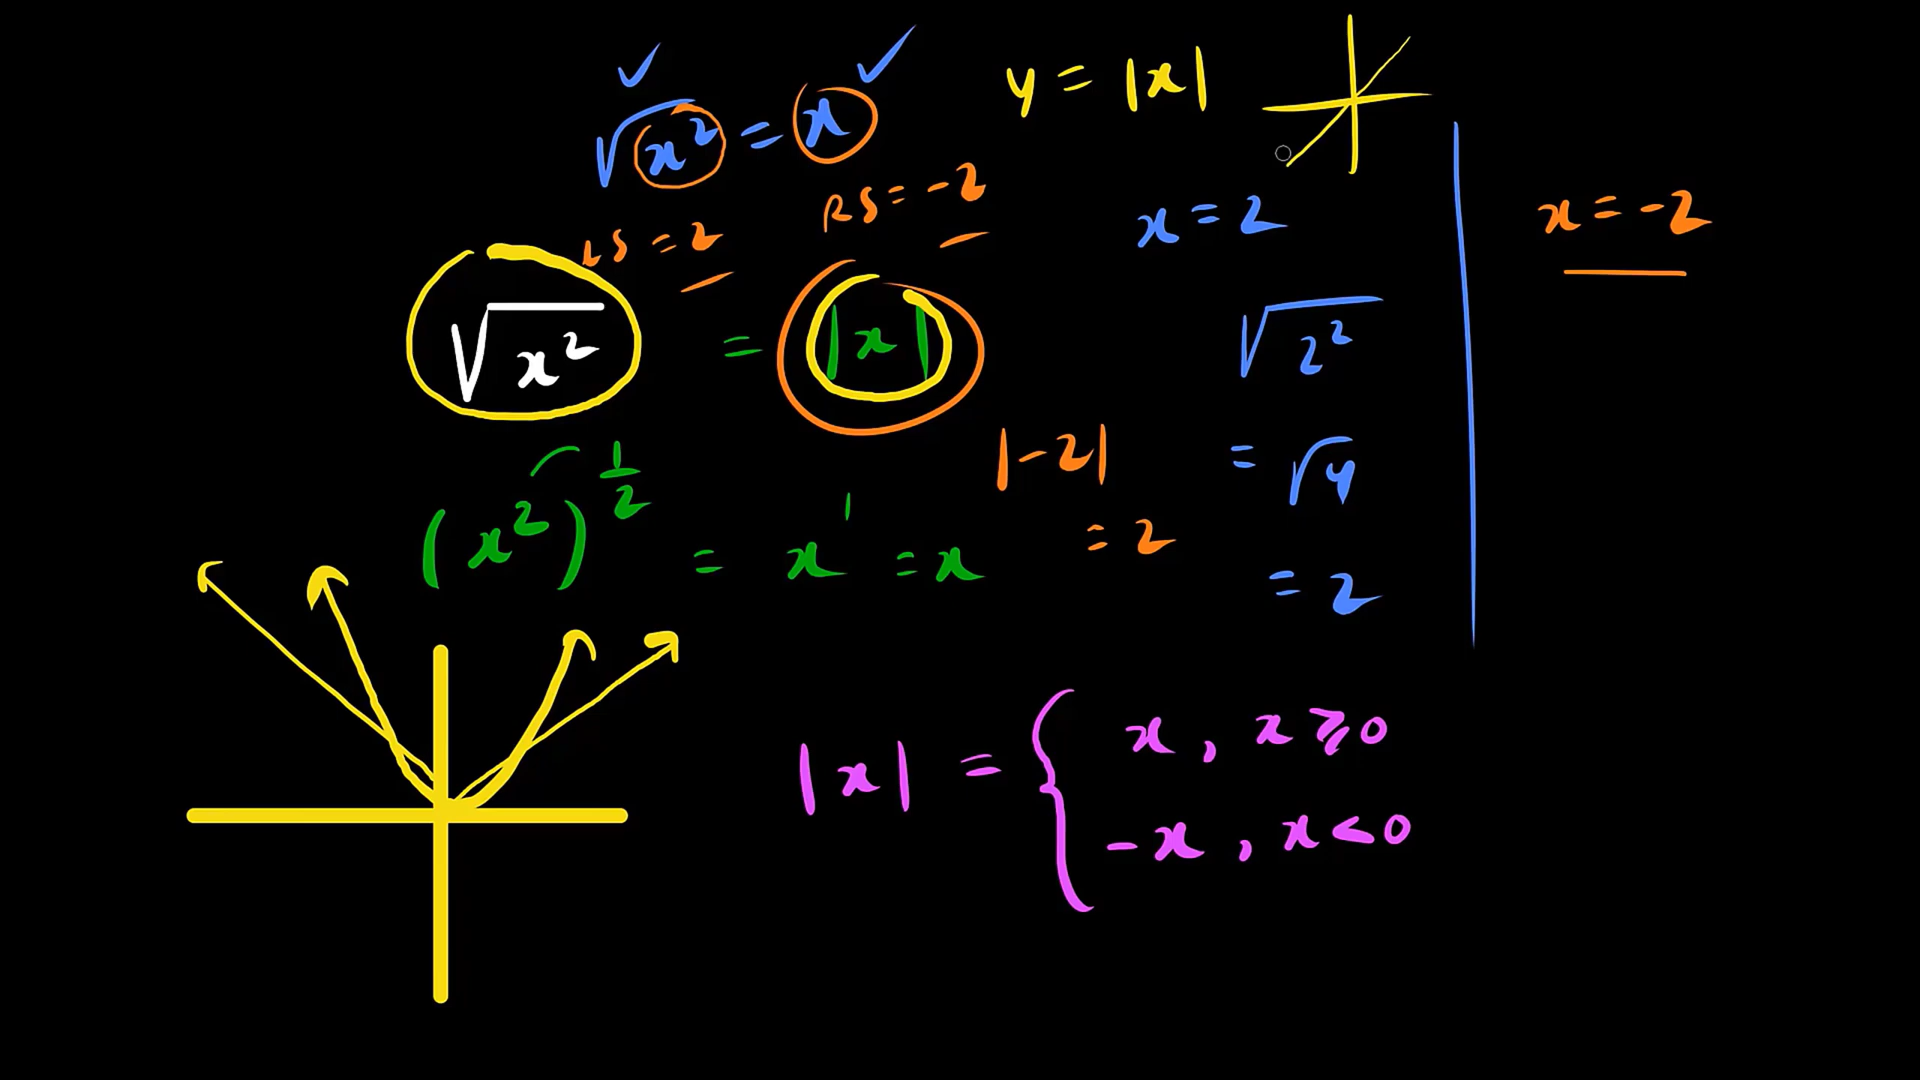 √x² = x
y = |x|
LS = 2
RS = -2
x = 2
x = -2
√x² = |x|
√2²
|-2|
= √4
= 2
(x²)^1/2 = x¹ = x
= 2
|x| = { x, x ⩾ 0
-x, x < 0